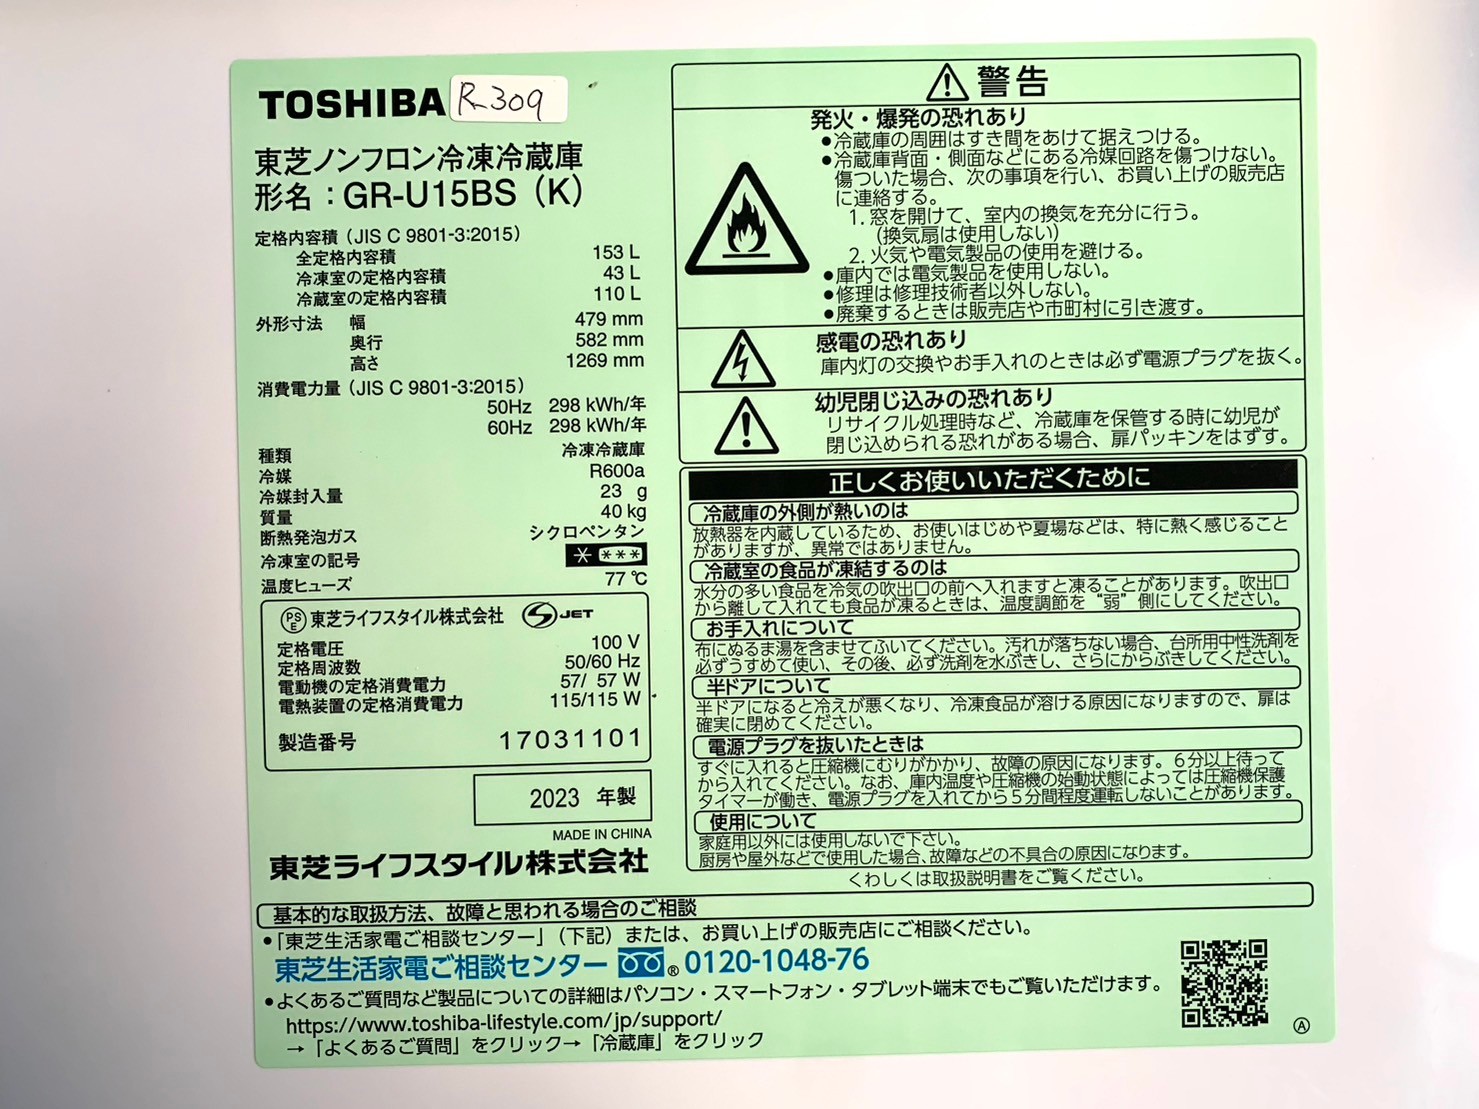 TOSHIBA R-309
東芝ノンフロン冷凍冷蔵庫
形名：GR-U15BS（K）
定格内容積（JIS C 9801-3:2015）
全定格内容積 153 L
冷凍室の定格内容積 43 L
冷蔵室の定格内容積 110 L
外形寸法 幅 479 mm
奥行 582 mm
高さ 1269 mm
消費電力量（JIS C 9801-3:2015）
50Hz 298 kWh/年
60Hz 298 kWh/年
種類 冷凍冷蔵庫
冷媒 R600a
冷媒封入量 23 g
質量 40 kg
断熱発泡ガス シクロペンタン
冷凍室の記号 * ***
温度ヒューズ 77 ℃
PSE 東芝ライフスタイル株式会社 JET
定格電圧 100 V
定格周波数 50/60 Hz
電動機の定格消費電力 57/ 57 W
電熱装置の定格消費電力 115/115 W
製造番号 17031101
2023 年製
MADE IN CHINA
東芝ライフスタイル株式会社
警告
発火・爆発の恐れあり
●冷蔵庫の周囲はすき間をあけて据えつける。
●冷蔵庫背面・側面などにある冷媒回路を傷つけない。
傷ついた場合、次の事項を行い、お買い上げの販売店
に連絡する。
1. 窓を開けて、室内の換気を充分に行う。
（換気扇は使用しない）
2. 火気や電気製品の使用を避ける。
●庫内では電気製品を使用しない。
●修理は修理技術者以外しない。
●廃棄するときは販売店や市町村に引き渡す。
感電の恐れあり
庫内灯の交換やお手入れのときは必ず電源プラグを抜く。
幼児閉じ込みの恐れあり
リサイクル処理時など、冷蔵庫を保管する時に幼児が
閉じ込められる恐れがある場合、扉パッキンをはずす。
正しくお使いいただくために
冷蔵庫の外側が熱いのは
放熱器を内蔵しているため、お使いはじめや夏場などは、特に熱く感じること
がありますが、異常ではありません。
冷蔵室の食品が凍結するのは
水分の多い食品を冷気の吹出口の前へ入れますと凍ることがあります。吹出口
から離して入れても食品が凍るときは、温度調節を“弱”側にしてください。
お手入れについて
布にぬるま湯を含ませてふいてください。汚れが落ちない場合、台所用中性洗剤を
必ずうすめて使い、その後、必ず洗剤を水ぶきし、さらにからぶきしてください。
半ドアについて
半ドアになると冷えが悪くなり、冷凍食品が溶ける原因になりますので、扉は
確実に閉めてください。
電源プラグを抜いたときは
すぐに入れると圧縮機にむりがかかり、故障の原因になります。６分以上待って
から入れてください。なお、庫内温度や圧縮機の始動状態によっては圧縮機保護
タイマーが働き、電源プラグを入れてから５分間程度運転しないことがあります。
使用について
家庭用以外には使用しないで下さい。
厨房や屋外などで使用した場合、故障などの不具合の原因になります。
くわしくは取扱説明書をご覧ください。
基本的な取扱方法、故障と思われる場合のご相談
●「東芝生活家電ご相談センター」（下記）または、お買い上げの販売店にご相談ください。
東芝生活家電ご相談センター ® 0120-1048-76
●よくあるご質問など製品についての詳細はパソコン・スマートフォン・タブレット端末でもご覧いただけます。
https://www.toshiba-lifestyle.com/jp/support/
→「よくあるご質問」をクリック→「冷蔵庫」をクリック
Ⓐ